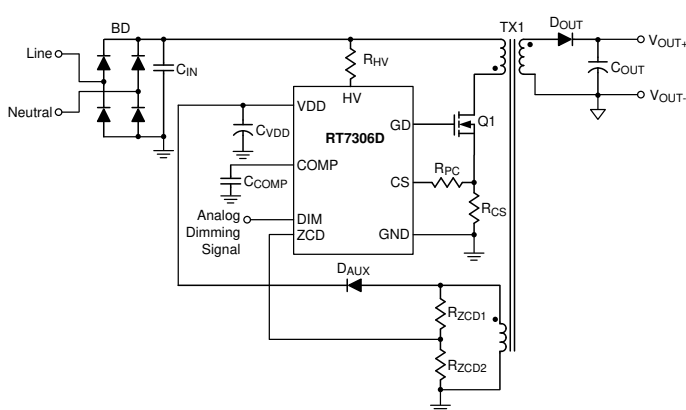 BD
TX1
DOUT
VOUT+
Line
CIN
RHV
COUT
Neutral
HV
VOUT-
VDD
GD
Q1
CVDD
RT7306D
COMP
RPC
CCOMP
CS
RCS
Analog
Dimming
Signal
DIM
ZCD
GND
DAUX
RZCD1
RZCD2